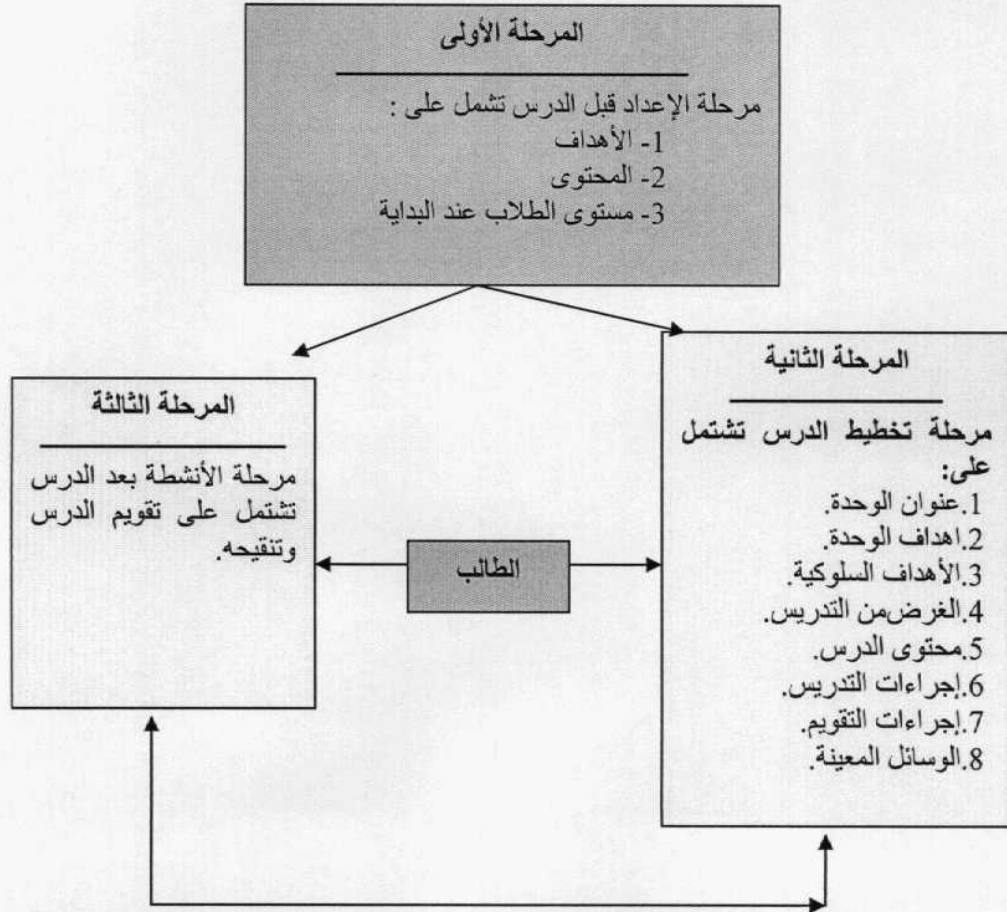 المرحلة الأولى
مرحلة الإعداد قبل الدرس تشمل على :
1- الأهداف
2- المحتوى
3- مستوى الطلاب عند البداية
المرحلة الثانية
مرحلة تخطيط الدرس تشتمل
على:
1.عنوان الوحدة.
2.اهداف الوحدة.
3.الأهداف السلوكية.
4.الغرض من التدريس.
5.محتوى الدرس.
6.إجراءات التدريس.
7.إجراءات التقويم.
8.الوسائل المعينة.
المرحلة الثالثة
مرحلة الأنشطة بعد الدرس
تشتمل على تقويم الدرس
وتنقيحه.
الطالب